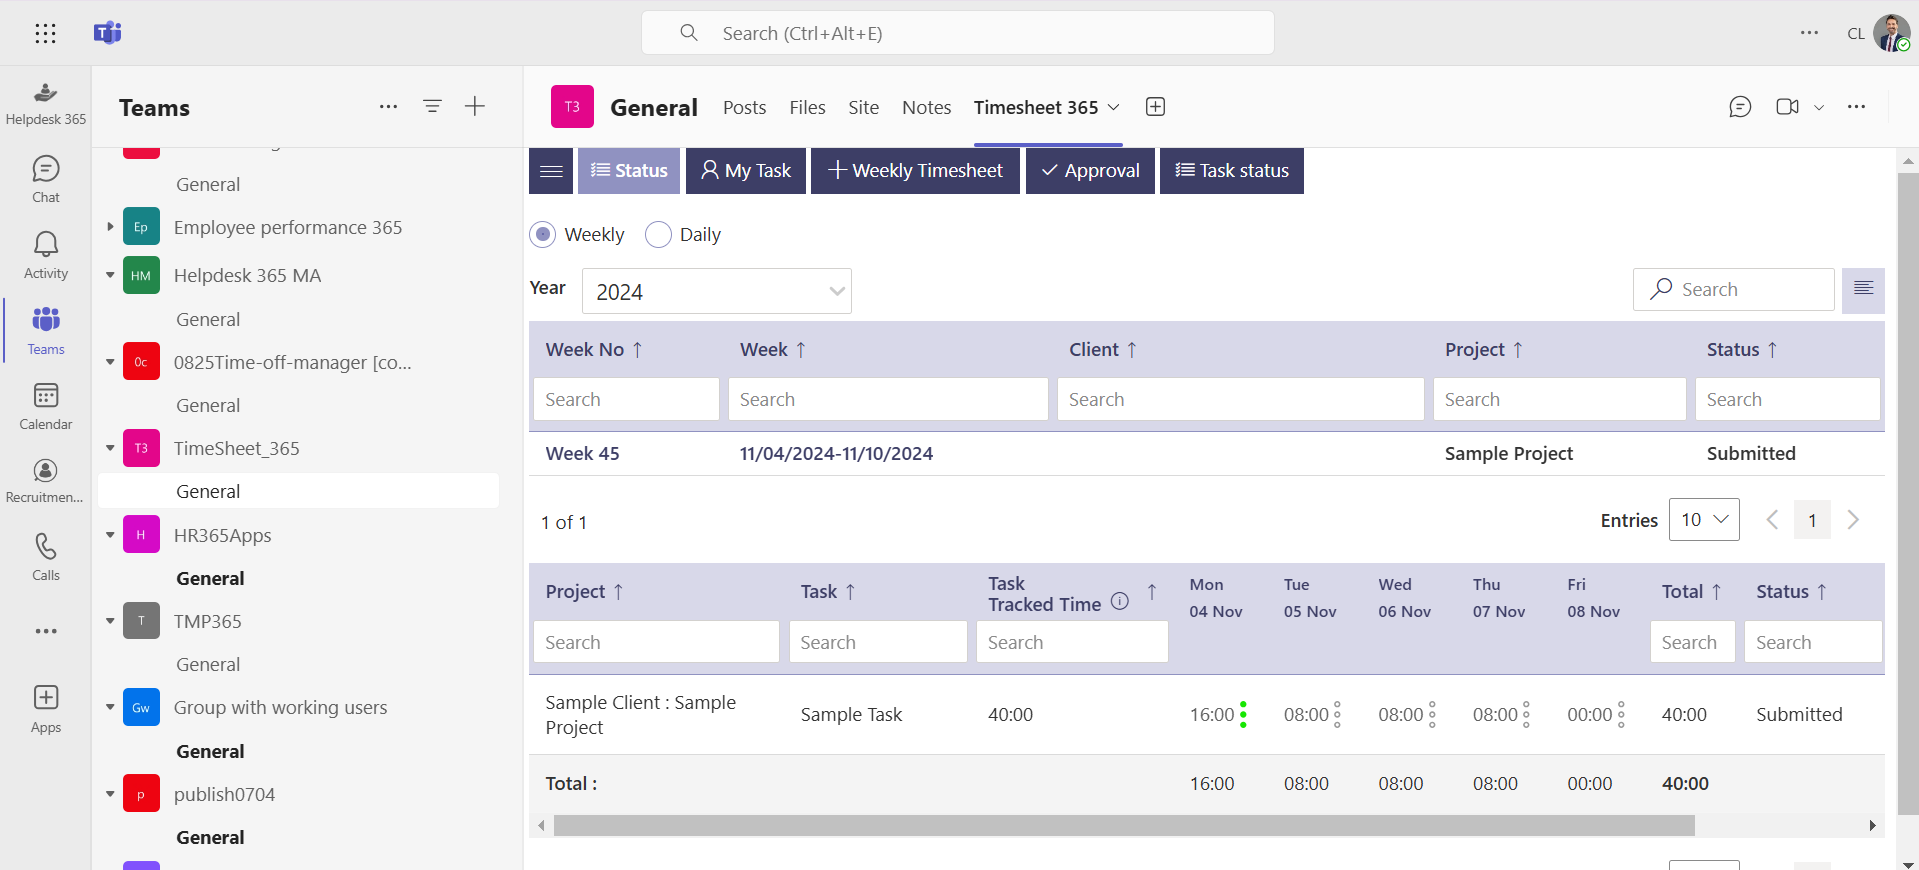 Search (Ctrl+Alt+E)
CL
Helpdesk 365
Chat
Activity
Teams
Calendar
Recruitmen...
Calls
Apps
Teams
General
Ep Employee performance 365
HM Helpdesk 365 MA
General
0c 0825Time-off-manager [co...
General
T3 TimeSheet_365
General
H HR365Apps
General
T TMP365
General
Gw Group with working users
General
p publish0704
General
T3 General Posts Files Site Notes Timesheet 365
Status My Task Weekly Timesheet Approval Task status
Weekly Daily
Year 2024 Search
Week No Week Client Project Status
Search Search Search Search Search
Week 45 11/04/2024-11/10/2024 Sample Project Submitted
1 of 1 Entries 10 1
Project Task Task Tracked Time Mon Tue Wed Thu Fri Total Status
04 Nov 05 Nov 06 Nov 07 Nov 08 Nov
Search Search Search Search Search
Sample Client : Sample
Project Sample Task 40:00 16:00 08:00 08:00 08:00 00:00 40:00 Submitted
Total : 16:00 08:00 08:00 08:00 00:00 40:00